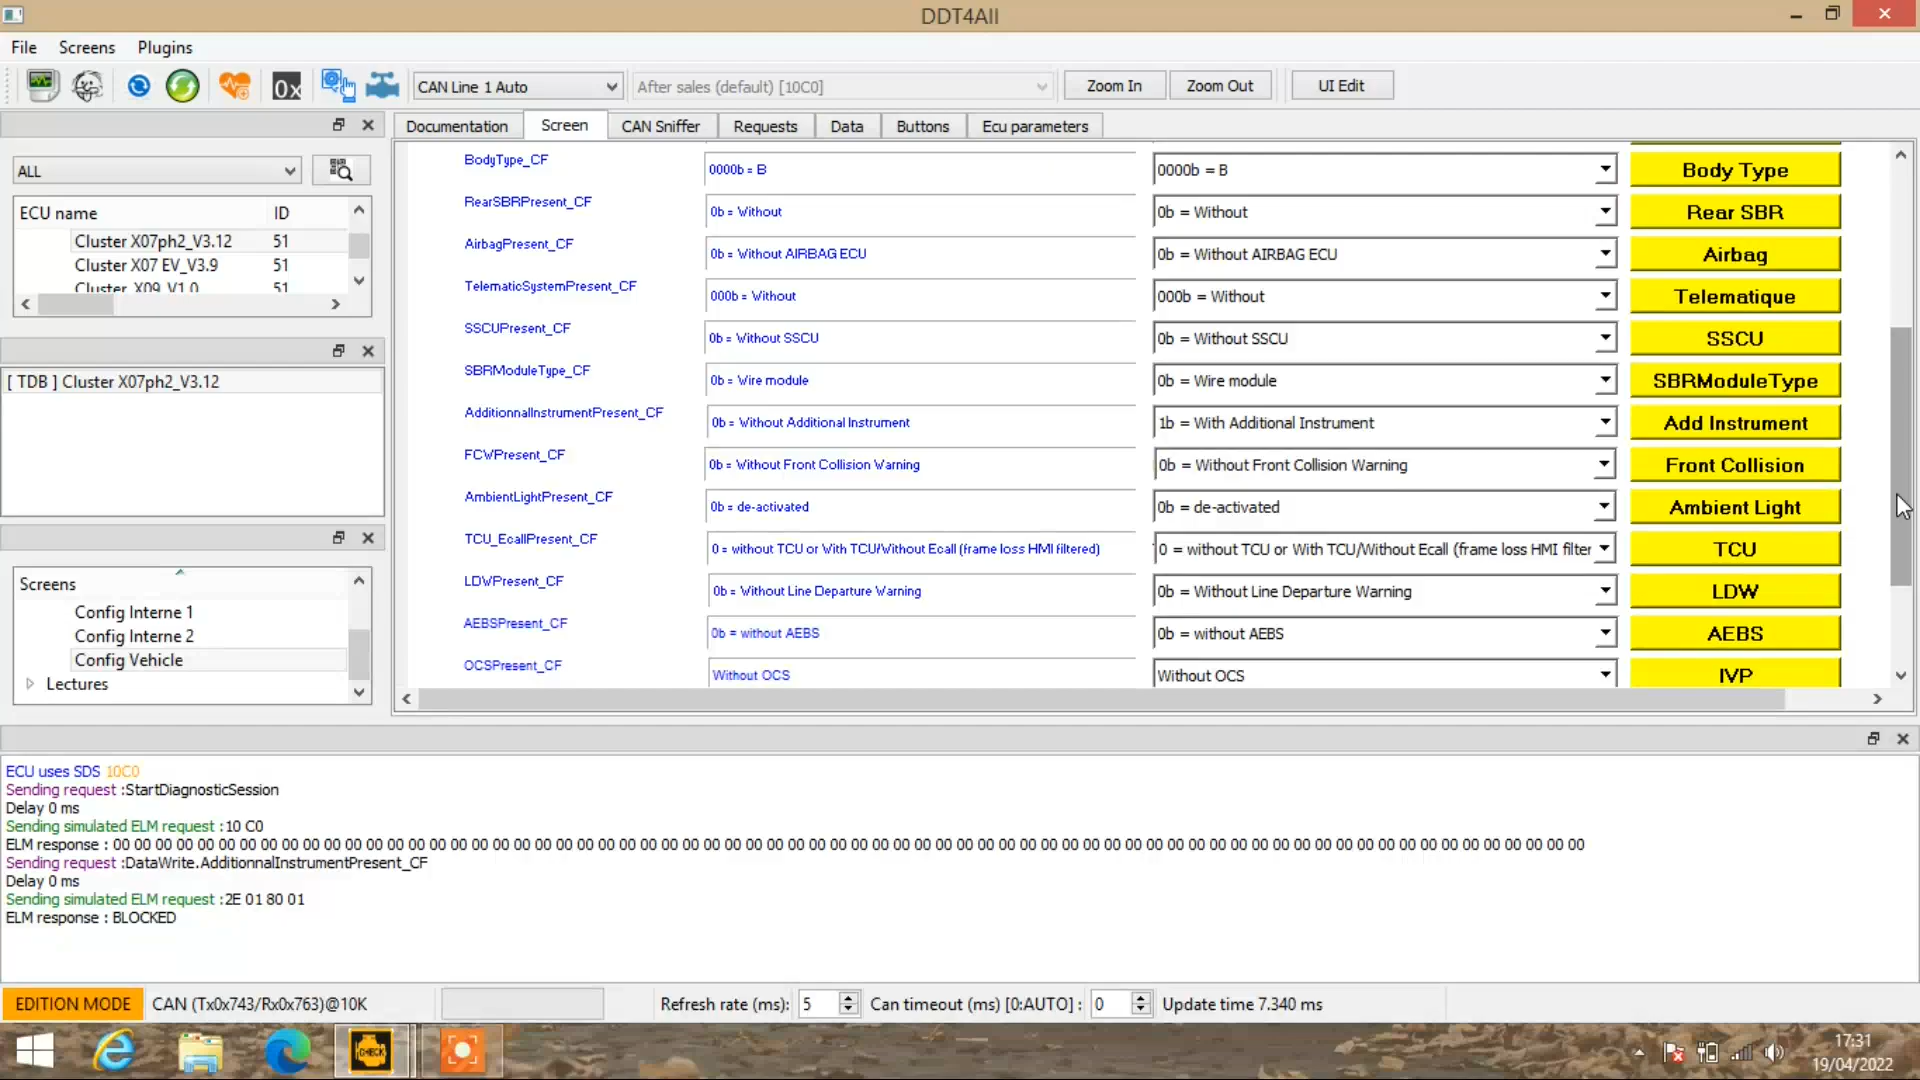 DDT4All
File Screens Plugins
0x
CAN Line 1 Auto
After sales (default) [10C0]
Zoom In
Zoom Out
UI Edit
Documentation
Screen
CAN Sniffer
Requests
Data
Buttons
Ecu parameters
ALL
ECU name ID
Cluster X07ph2_V3.12 51
Cluster X07 EV_V3.9 51
Cluster X09 V1.0 51
[ TDB ] Cluster X07ph2_V3.12
Screens
Config Interne 1
Config Interne 2
Config Vehicle
Lectures
BodyType_CF 0000b = B 0000b = B Body Type
RearSBRPresent_CF 0b = Without 0b = Without Rear SBR
AirbagPresent_CF 0b = Without AIRBAG ECU 0b = Without AIRBAG ECU Airbag
TelematicSystemPresent_CF 000b = Without 000b = Without Telematique
SSCUPresent_CF 0b = Without SSCU 0b = Without SSCU SSCU
SBRModuleType_CF 0b = Wire module 0b = Wire module SBRModuleType
AdditionnalInstrumentPresent_CF 0b = Without Additional Instrument 1b = With Additional Instrument Add Instrument
FCWPresent_CF 0b = Without Front Collision Warning 0b = Without Front Collision Warning Front Collision
AmbientLightPresent_CF 0b = de-activated 0b = de-activated Ambient Light
TCU_EcallPresent_CF 0 = without TCU or With TCU/Without Ecall (frame loss HMI filtered) 0 = without TCU or With TCU/Without Ecall (frame loss HMI filter TCU
LDWPresent_CF 0b = Without Line Departure Warning 0b = Without Line Departure Warning LDW
AEBSPresent_CF 0b = without AEBS 0b = without AEBS AEBS
OCSPresent_CF Without OCS Without OCS IVP
ECU uses SDS 10C0
Sending request :StartDiagnosticSession
Delay 0 ms
Sending simulated ELM request :10 C0
ELM response : 00 00 00 00 00 00 00 00 00 00 00 00 00 00 00 00 00 00 00 00 00 00 00 00 00 00 00 00 00 00 00 00 00 00 00 00 00 00 00 00 00 00 00 00 00 00 00 00 00 00 00 00 00 00 00 00 00 00 00 00 00 00 00 00 00 00 00 00 00 00
Sending request :DataWrite.AdditionnalInstrumentPresent_CF
Delay 0 ms
Sending simulated ELM request :2E 01 80 01
ELM response : BLOCKED
EDITION MODE CAN (Tx0x743/Rx0x763)@10K Refresh rate (ms): 5 Can timeout (ms) [0:AUTO] : 0 Update time 7.340 ms
CHECK
17:31
19/04/2022